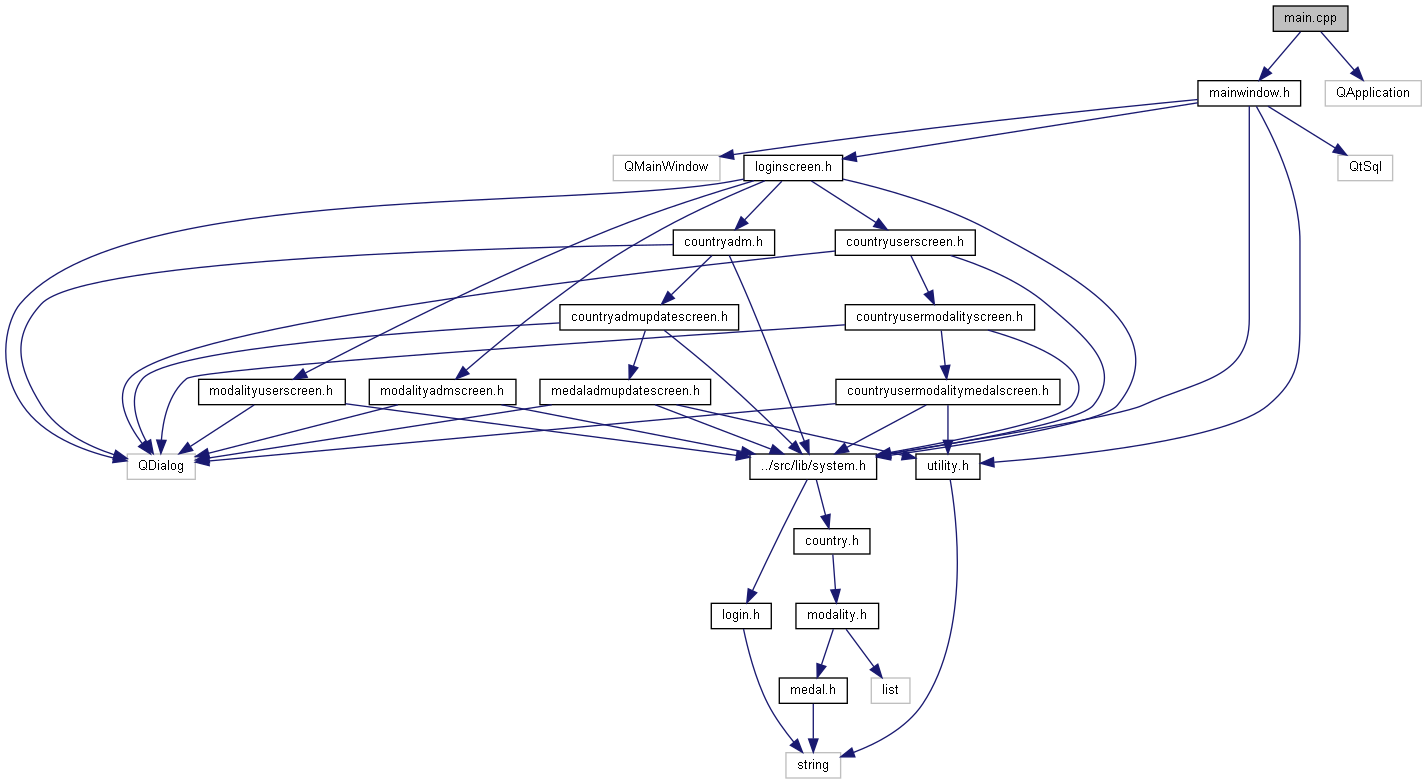 main.cpp
mainwindow.h
QApplication
QMainWindow
loginscreen.h
QtSql
countryadm.h
countryuserscreen.h
countryadmupdatescreen.h
countryusermodalityscreen.h
modalityuserscreen.h
modalityadmscreen.h
medaladmupdatescreen.h
countryusermodalitymedalscreen.h
QDialog
../src/lib/system.h
utility.h
country.h
login.h
modality.h
medal.h
list
string